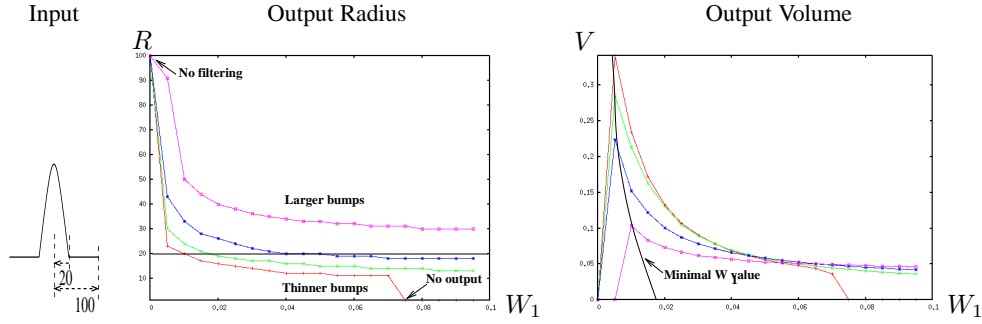 Input
Output Radius
Output Volume
R
V
No filtering
100
90
80
70
60
50
40
30
20
10
Larger bumps
Thinner bumps
No output
0
0.02
0.04
0.06
0.08
0.1
W1
20
100
0.3
0,25
0,2
0,15
0,1
0,05
0
Minimal W1 value
0
0.02
0.04
0.06
0.08
0.1
W1